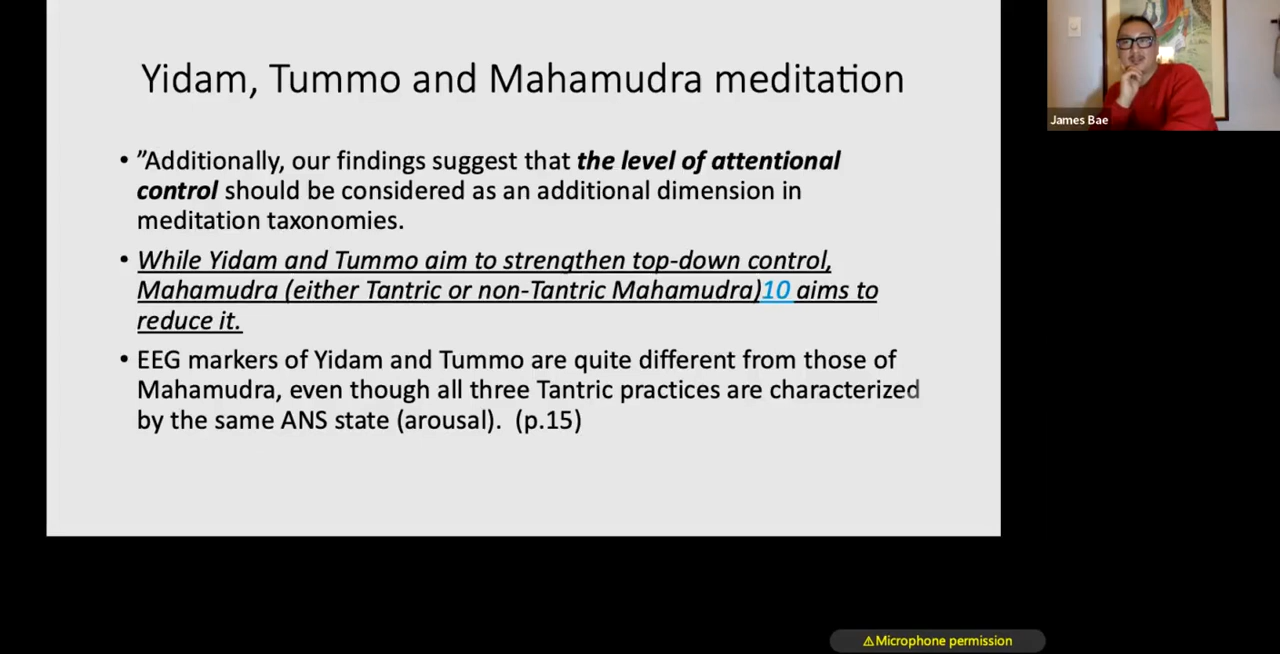 Yidam, Tummo and Mahamudra meditation
• ”Additionally, our findings suggest that the level of attentional
control should be considered as an additional dimension in
meditation taxonomies.
• While Yidam and Tummo aim to strengthen top-down control,
Mahamudra (either Tantric or non-Tantric Mahamudra)10 aims to
reduce it.
• EEG markers of Yidam and Tummo are quite different from those of
Mahamudra, even though all three Tantric practices are characterized
by the same ANS state (arousal). (p.15)
James Bae
⚠Microphone permission